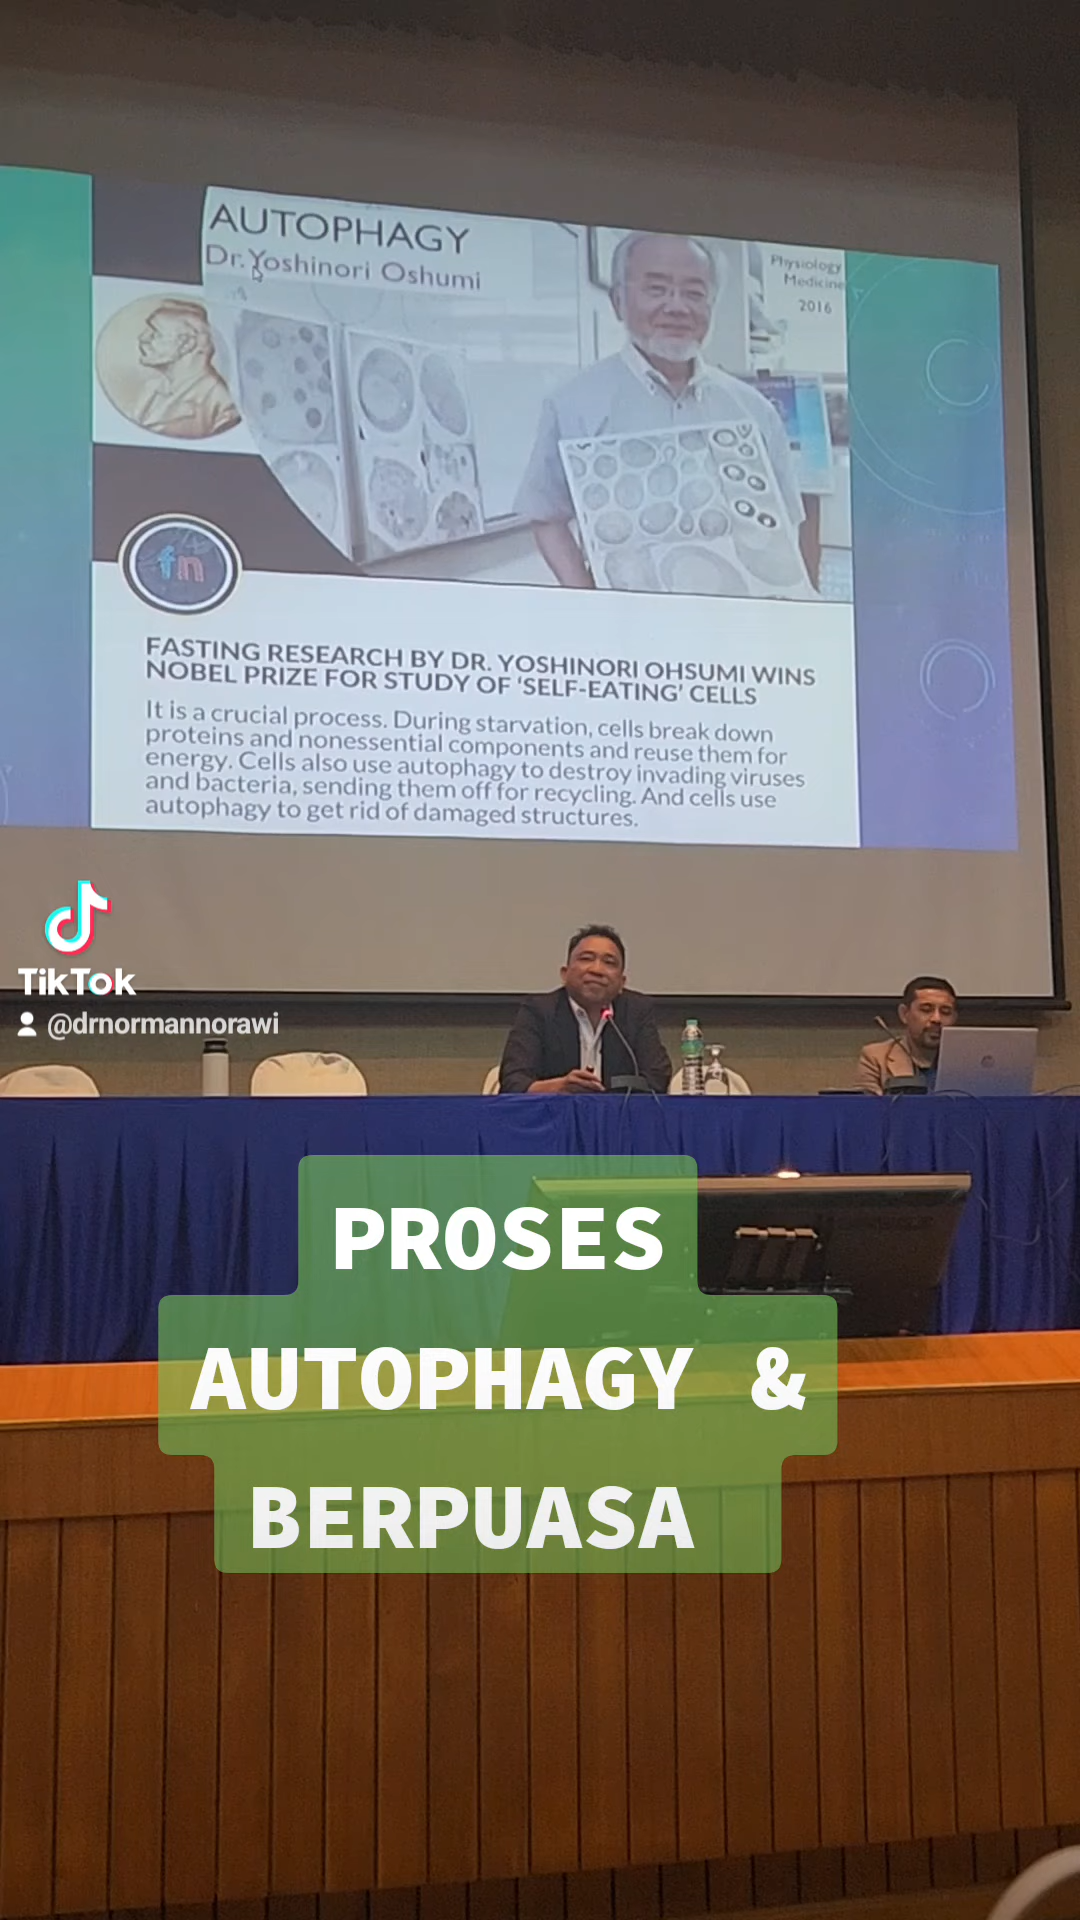 AUTOPHAGY
Dr. Yoshinori Oshumi
Physiology
Medicine
2016
fn
FASTING RESEARCH BY DR. YOSHINORI OHSUMI WINS
NOBEL PRIZE FOR STUDY OF ‘SELF-EATING’ CELLS
It is a crucial process. During starvation, cells break down
proteins and nonessential components and reuse them for
energy. Cells also use autophagy to destroy invading viruses
and bacteria, sending them off for recycling. And cells use
autophagy to get rid of damaged structures.
TikTok
@drnormannorawi
PROSES
AUTOPHAGY &
BERPUASA